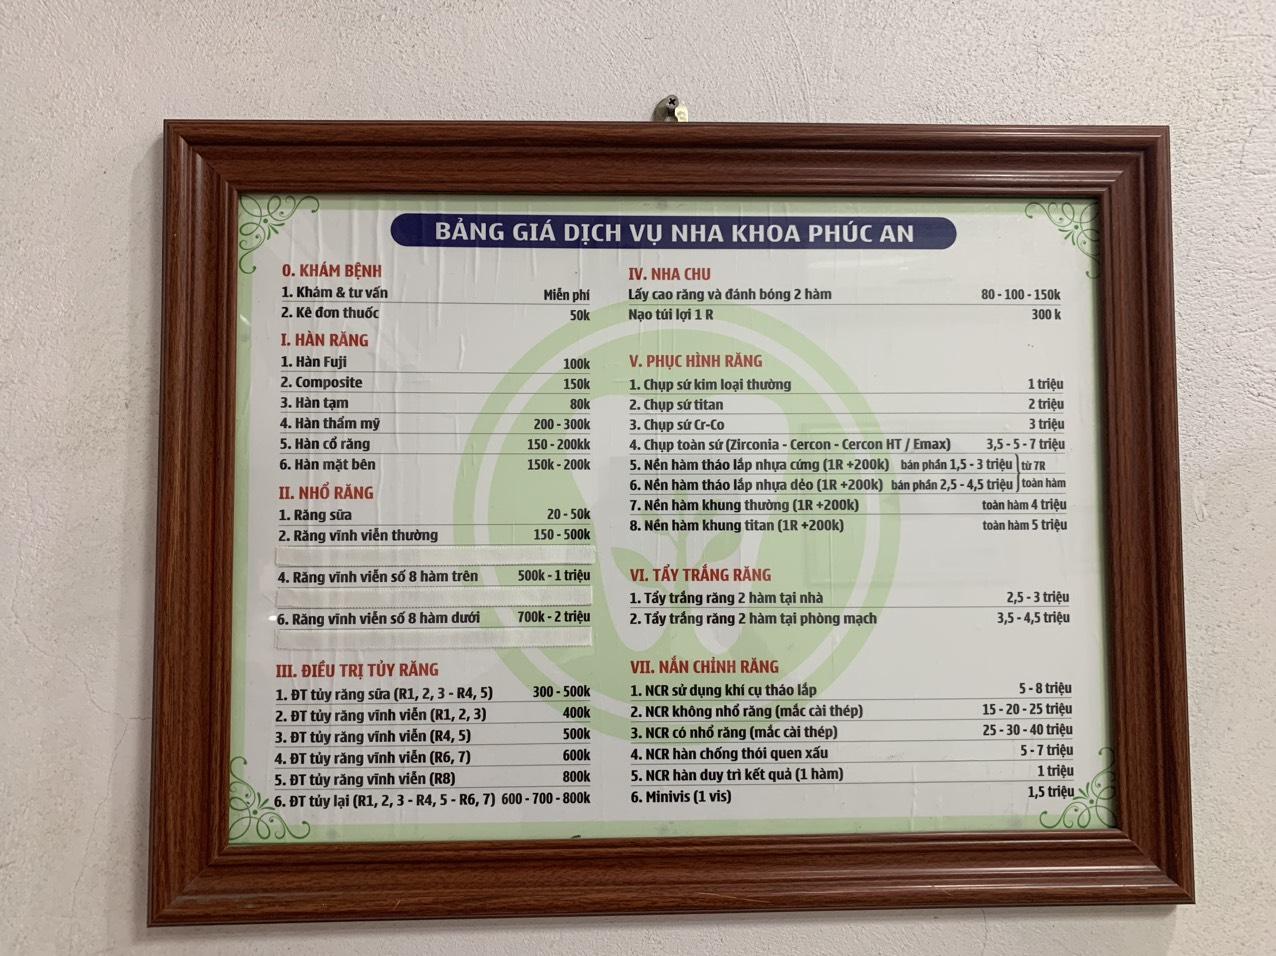 BẢNG GIÁ DỊCH VỤ NHA KHOA PHÚC AN
0. KHÁM BỆNH
1. Khám & tư vấn Miễn phí
2. Kê đơn thuốc 50k
I. HÀN RĂNG
1. Hàn Fuji 100k
2. Composite 150k
3. Hàn tạm 80k
4. Hàn thẩm mỹ 200 - 300k
5. Hàn cổ răng 150 - 200kk
6. Hàn mặt bên 150k - 200k
II. NHỔ RĂNG
1. Răng sữa 20 - 50k
2. Răng vĩnh viễn thường 150 - 500k
4. Răng vĩnh viễn số 8 hàm trên 500k - 1 triệu
6. Răng vĩnh viễn số 8 hàm dưới 700k - 2 triệu
III. ĐIỀU TRỊ TỦY RĂNG
1. ĐT tủy răng sữa (R1, 2, 3 - R4, 5) 300 - 500k
2. ĐT tủy răng vĩnh viễn (R1, 2, 3) 400k
3. ĐT tủy răng vĩnh viễn (R4, 5) 500k
4. ĐT tủy răng vĩnh viễn (R6, 7) 600k
5. ĐT tủy răng vĩnh viễn (R8) 800k
6. ĐT tủy lại (R1, 2, 3 - R4, 5 - R6, 7) 600 - 700 - 800k
IV. NHA CHU
Lấy cao răng và đánh bóng 2 hàm 80 - 100 - 150k
Nạo túi lợi 1 R 300 k
V. PHỤC HÌNH RĂNG
1. Chụp sứ kim loại thường 1 triệu
2. Chụp sứ titan 2 triệu
3. Chụp sứ Cr-Co 3 triệu
4. Chụp toàn sứ (Zirconia - Cercon - Cercon HT / Emax) 3,5 - 5 - 7 triệu
5. Nền hàm tháo lắp nhựa cứng (1R +200k) bán phần 1,5 - 3 triệu từ 7R
6. Nền hàm tháo lắp nhựa dẻo (1R +200k) bán phần 2,5 - 4,5 triệu toàn hàm
7. Nền hàm khung thường (1R +200k) toàn hàm 4 triệu
8. Nền hàm khung titan (1R +200k) toàn hàm 5 triệu
VI. TẨY TRẮNG RĂNG
1. Tẩy trắng răng 2 hàm tại nhà 2,5 - 3 triệu
2. Tẩy trắng răng 2 hàm tại phòng mạch 3,5 - 4,5 triệu
VII. NẮN CHỈNH RĂNG
1. NCR sử dụng khí cụ tháo lắp 5 - 8 triệu
2. NCR không nhổ răng (mắc cài thép) 15 - 20 - 25 triệu
3. NCR có nhổ răng (mắc cài thép) 25 - 30 - 40 triệu
4. NCR hàn chống thói quen xấu 5 - 7 triệu
5. NCR hàn duy trì kết quả (1 hàm) 1 triệu
6. Minivis (1 vis) 1,5 triệu